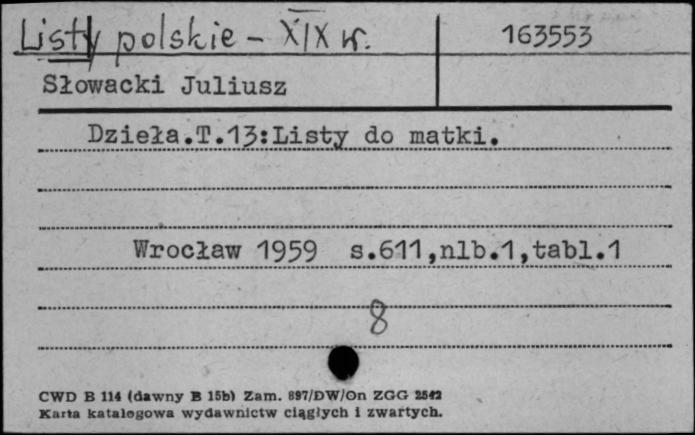 Listy polskie – XIX w. 163553
Słowacki Juliusz
Dzieła.T.13:Listy do matki.
Wrocław 1959 s.611,nlb.1,tabl.1
8
CWD B 114 (dawny B 15b) Zam. 897/DW/On ZGG 2542
Karta katalogowa wydawnictw ciągłych i zwartych.